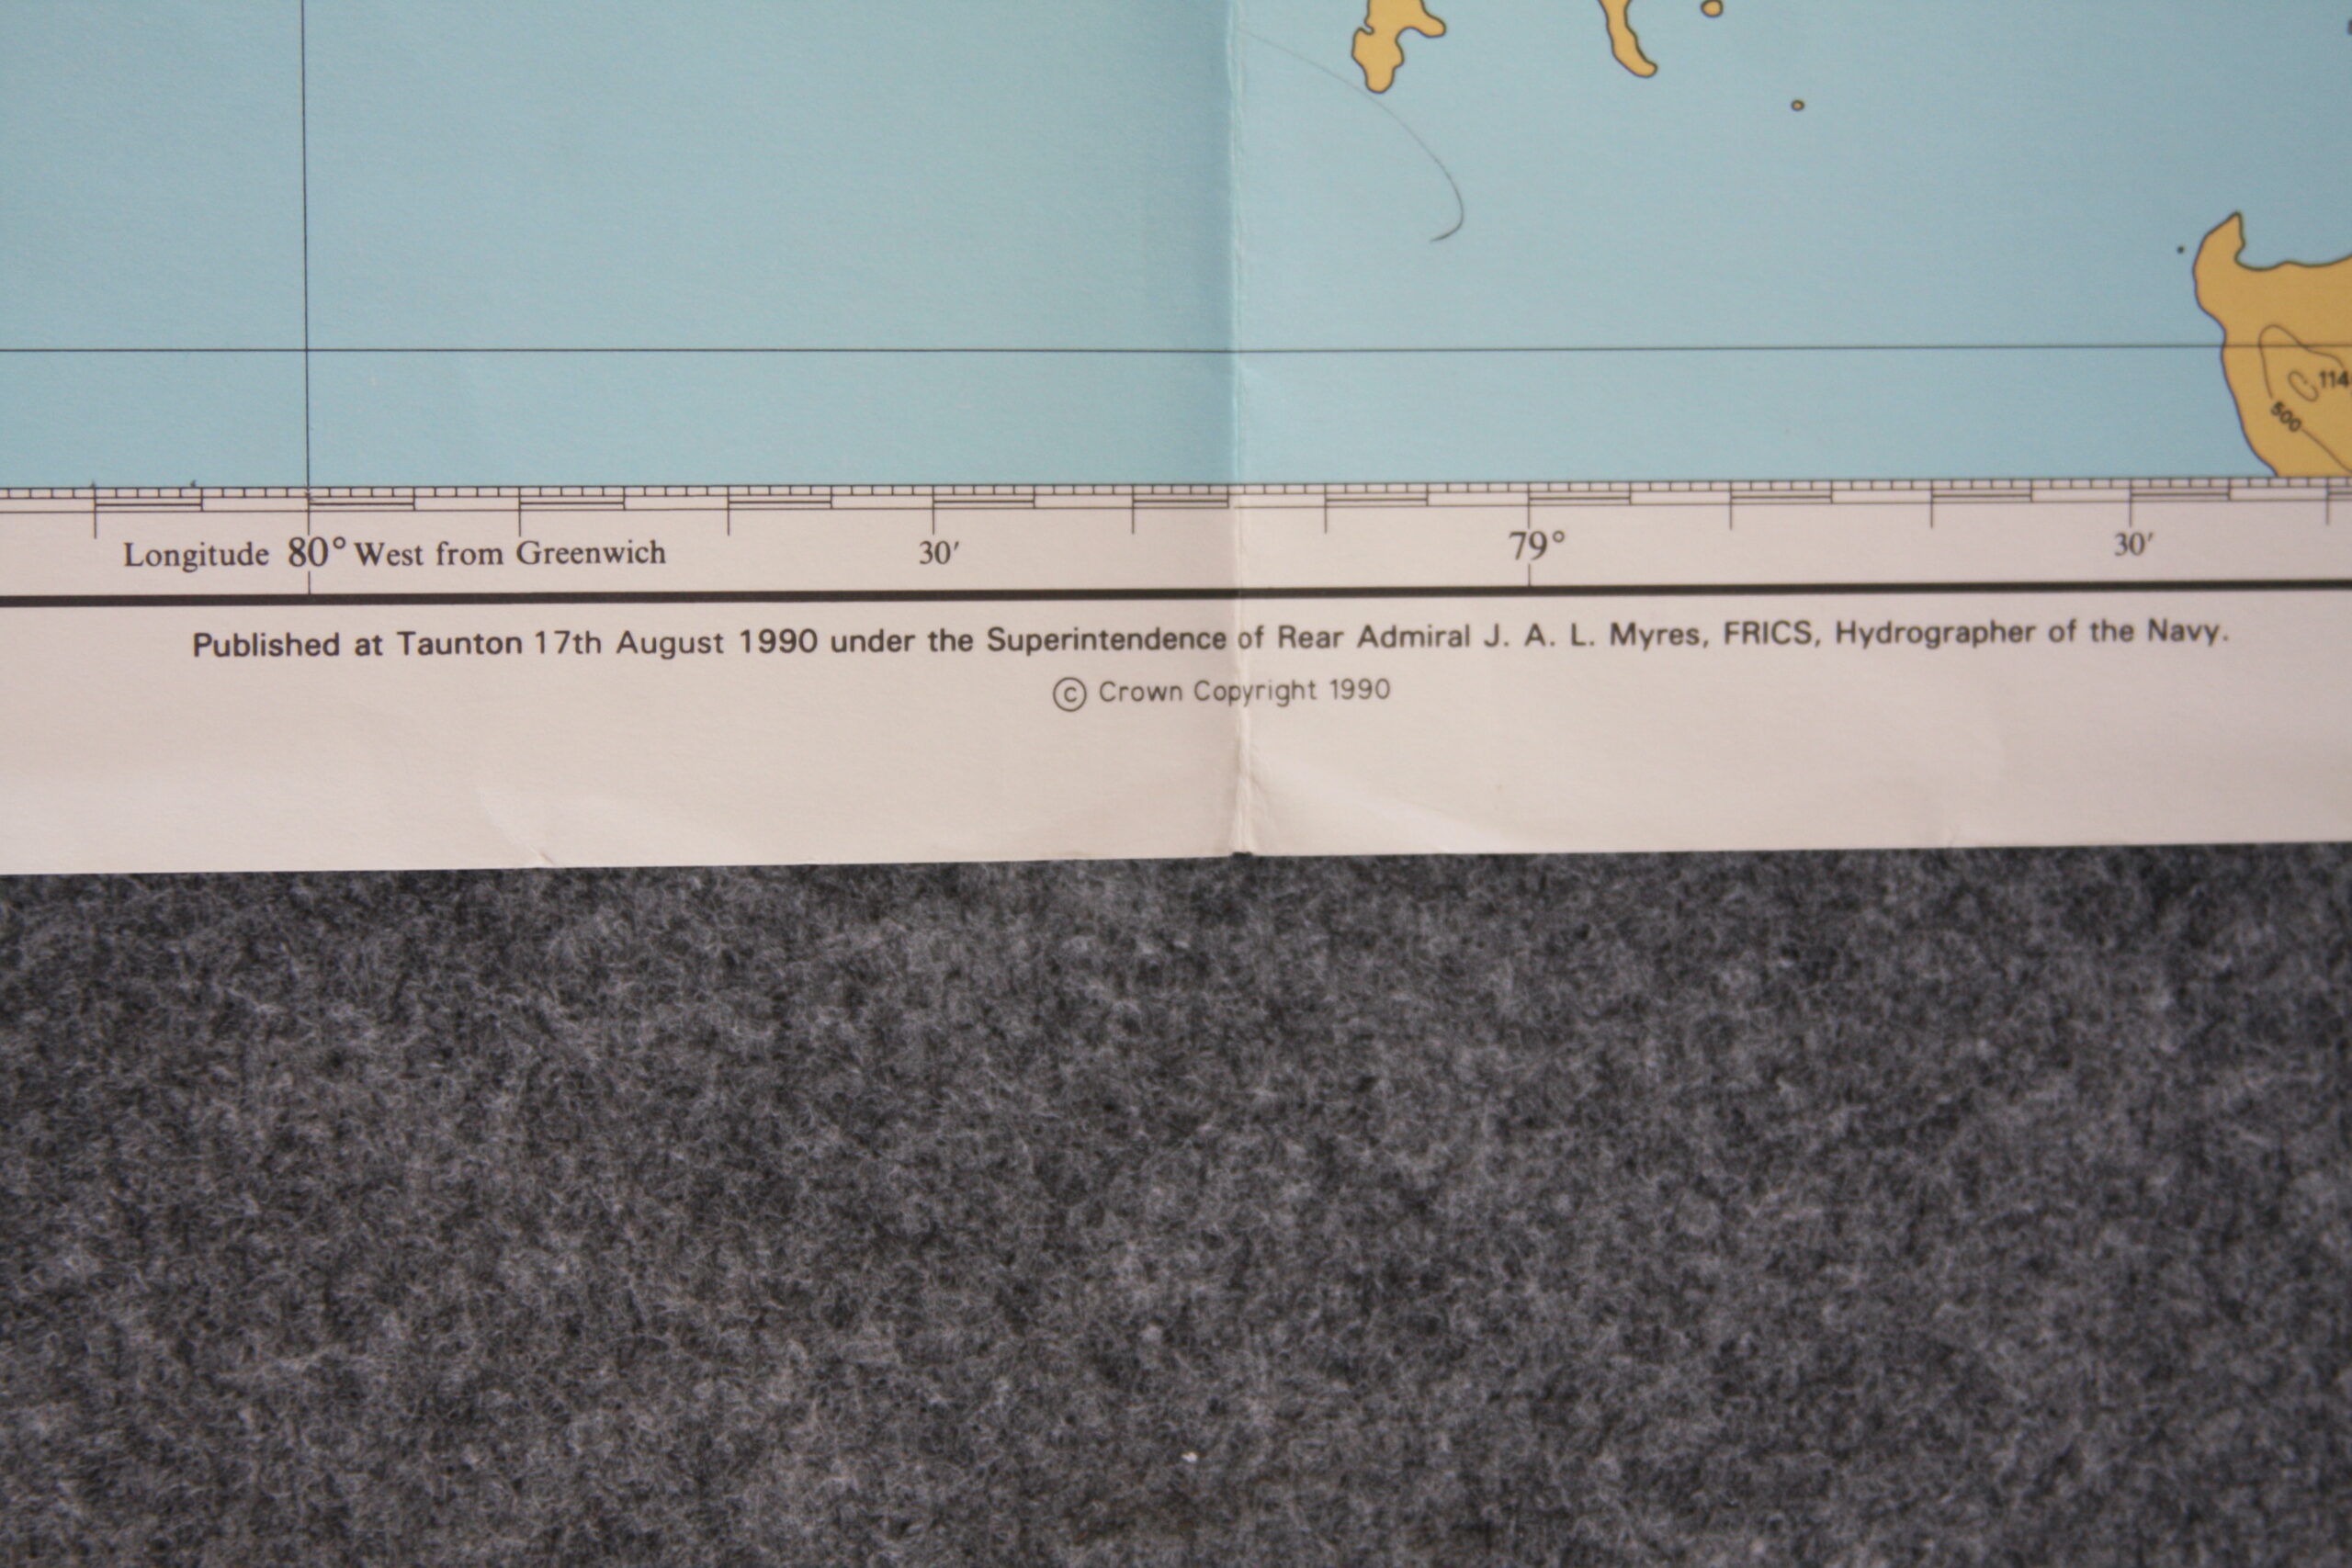 114
500
Longitude 80° West from Greenwich 30′ 79° 30′
Published at Taunton 17th August 1990 under the Superintendence of Rear Admiral J. A. L. Myres, FRICS, Hydrographer of the Navy.
© Crown Copyright 1990